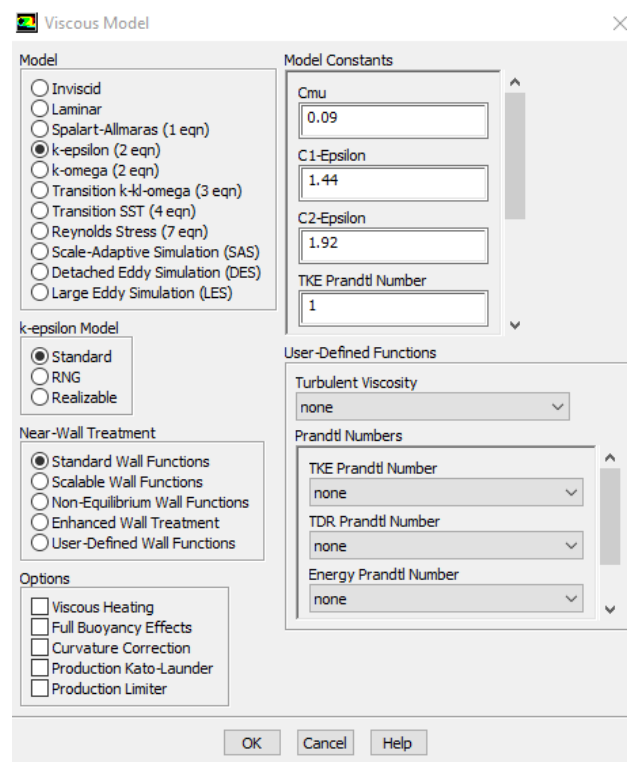 Viscous Model
Model
Inviscid
Laminar
Spalart-Allmaras (1 eqn)
k-epsilon (2 eqn)
k-omega (2 eqn)
Transition k-kl-omega (3 eqn)
Transition SST (4 eqn)
Reynolds Stress (7 eqn)
Scale-Adaptive Simulation (SAS)
Detached Eddy Simulation (DES)
Large Eddy Simulation (LES)
k-epsilon Model
Standard
RNG
Realizable
Near-Wall Treatment
Standard Wall Functions
Scalable Wall Functions
Non-Equilibrium Wall Functions
Enhanced Wall Treatment
User-Defined Wall Functions
Options
Viscous Heating
Full Buoyancy Effects
Curvature Correction
Production Kato-Launder
Production Limiter
Model Constants
Cmu
0.09
C1-Epsilon
1.44
C2-Epsilon
1.92
TKE Prandtl Number
1
User-Defined Functions
Turbulent Viscosity
none
Prandtl Numbers
TKE Prandtl Number
none
TDR Prandtl Number
none
Energy Prandtl Number
none
OK
Cancel
Help